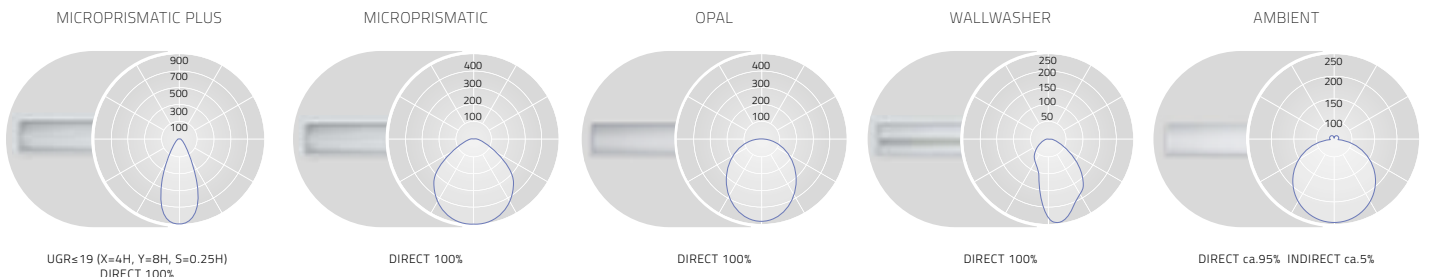 MICROPRISMATIC PLUS
900
700
500
300
100
UGR≤19 (X=4H, Y=8H, S=0.25H)
DIRECT 100%
MICROPRISMATIC
400
300
200
100
DIRECT 100%
OPAL
400
300
200
100
DIRECT 100%
WALLWASHER
250
200
150
100
50
DIRECT 100%
AMBIENT
250
200
150
100
DIRECT ca.95% INDIRECT ca.5%